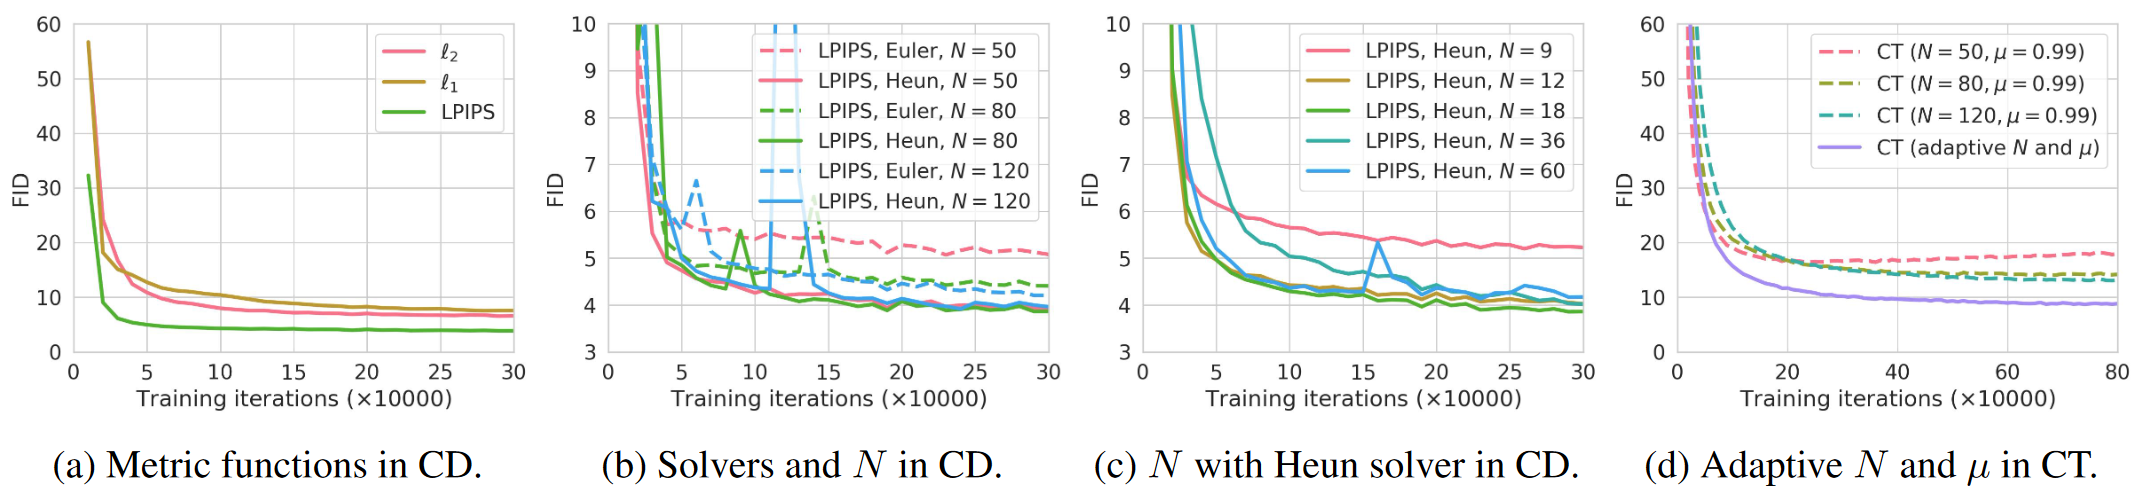 60
50
40
30
20
10
0
FID
0 5 10 15 20 25 30
Training iterations (×10000)
ℓ2
ℓ1
LPIPS
(a) Metric functions in CD.
10
9
8
7
6
5
4
3
FID
0 5 10 15 20 25 30
Training iterations (×10000)
LPIPS, Euler, N = 50
LPIPS, Heun, N = 50
LPIPS, Euler, N = 80
LPIPS, Heun, N = 80
LPIPS, Euler, N = 120
LPIPS, Heun, N = 120
(b) Solvers and N in CD.
10
9
8
7
6
5
4
3
FID
0 5 10 15 20 25 30
Training iterations (×10000)
LPIPS, Heun, N = 9
LPIPS, Heun, N = 12
LPIPS, Heun, N = 18
LPIPS, Heun, N = 36
LPIPS, Heun, N = 60
(c) N with Heun solver in CD.
60
50
40
30
20
10
0
FID
0 20 40 60 80
Training iterations (×10000)
CT (N = 50, μ = 0.99)
CT (N = 80, μ = 0.99)
CT (N = 120, μ = 0.99)
CT (adaptive N and μ)
(d) Adaptive N and μ in CT.